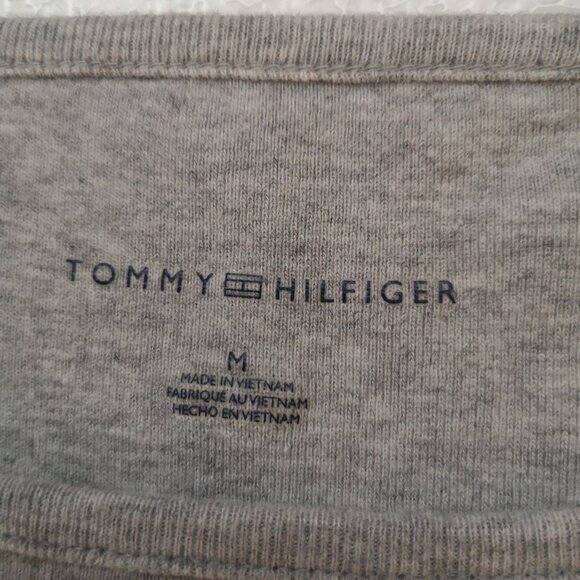 TOMMY HILFIGER
M
MADE IN VIETNAM
FABRIQUÉ AU VIETNAM
HECHO EN VIETNAM